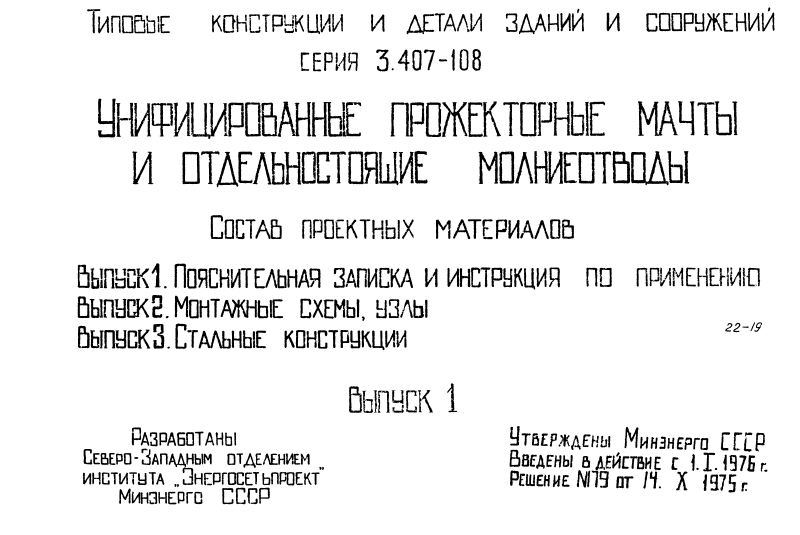 Типовые конструкции и детали зданий и сооружений
серия 3.407-108
Унифицированные прожекторные мачты
и отдельностоящие молниеотводы
Состав проектных материалов
Выпуск 1. Пояснительная записка и инструкция по применению
Выпуск 2. Монтажные схемы, узлы
Выпуск 3. Стальные конструкции
22-19
Выпуск 1
Разработаны
Северо-Западным отделением
института „Энергосетьпроект"
Минэнерго СССР
Утверждены Минэнерго СССР
Введены в действие с 1.I.1976 г.
Решение №79 от 14. X 1975 г.